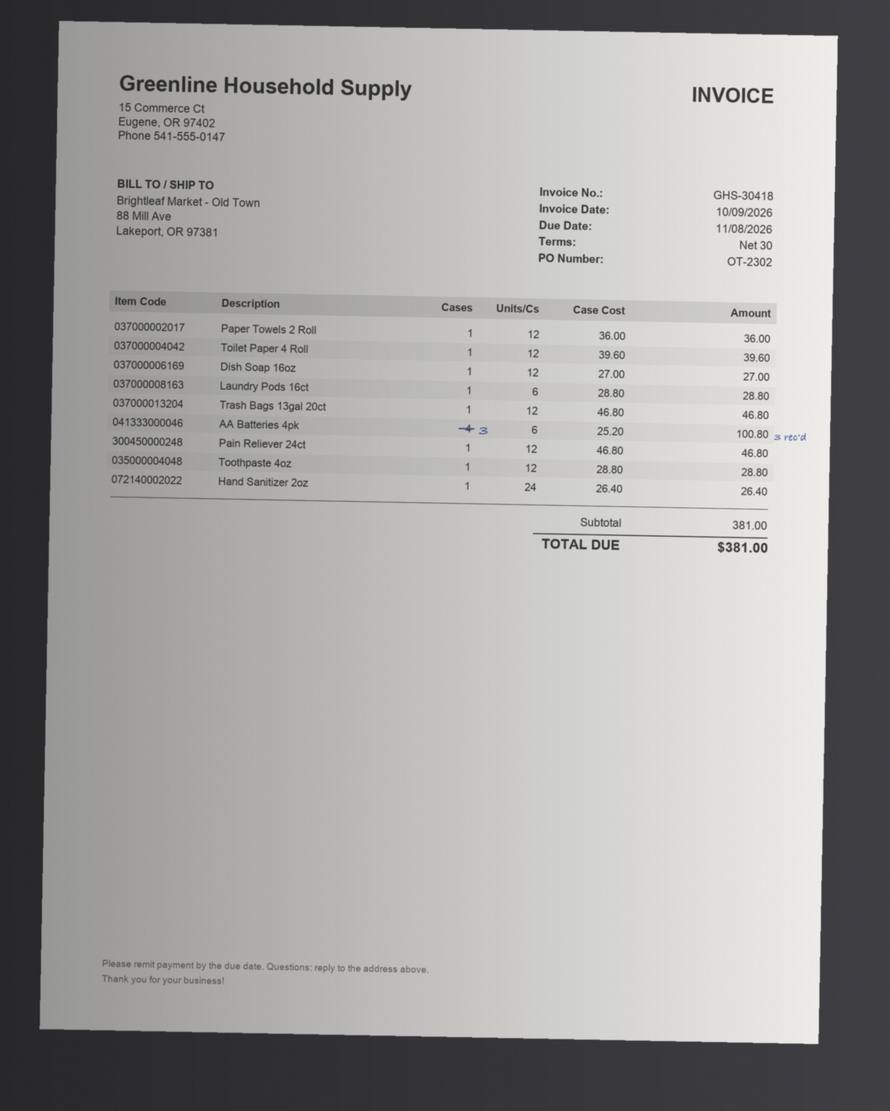 Greenline Household Supply
INVOICE
15 Commerce Ct
Eugene, OR 97402
Phone 541-555-0147
BILL TO / SHIP TO
Brightleaf Market - Old Town
88 Mill Ave
Lakeport, OR 97381
Invoice No.: GHS-30418
Invoice Date: 10/09/2026
Due Date: 11/08/2026
Terms: Net 30
PO Number: OT-2302
Item Code Description Cases Units/Cs Case Cost Amount
037000002017 Paper Towels 2 Roll 1 12 36.00 36.00
037000004042 Toilet Paper 4 Roll 1 12 39.60 39.60
037000006169 Dish Soap 16oz 1 12 27.00 27.00
037000008163 Laundry Pods 16ct 1 6 28.80 28.80
037000013204 Trash Bags 13gal 20ct 1 12 46.80 46.80
041333000046 AA Batteries 4pk 4 3 6 25.20 100.80 3 rec'd
300450000248 Pain Reliever 24ct 1 12 46.80 46.80
035000004048 Toothpaste 4oz 1 12 28.80 28.80
072140002022 Hand Sanitizer 2oz 1 24 26.40 26.40
Subtotal 381.00
TOTAL DUE $381.00
Please remit payment by the due date. Questions: reply to the address above.
Thank you for your business!